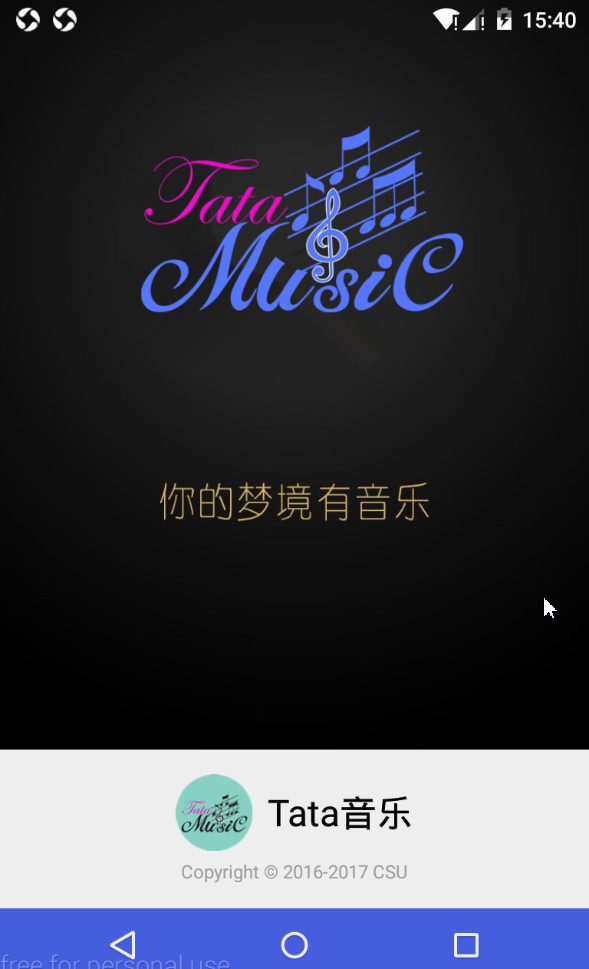 15:40
Tata
MusiC
你的梦境有音乐
Tata
MusiC
Tata音乐
Copyright © 2016-2017 CSU
free for personal use